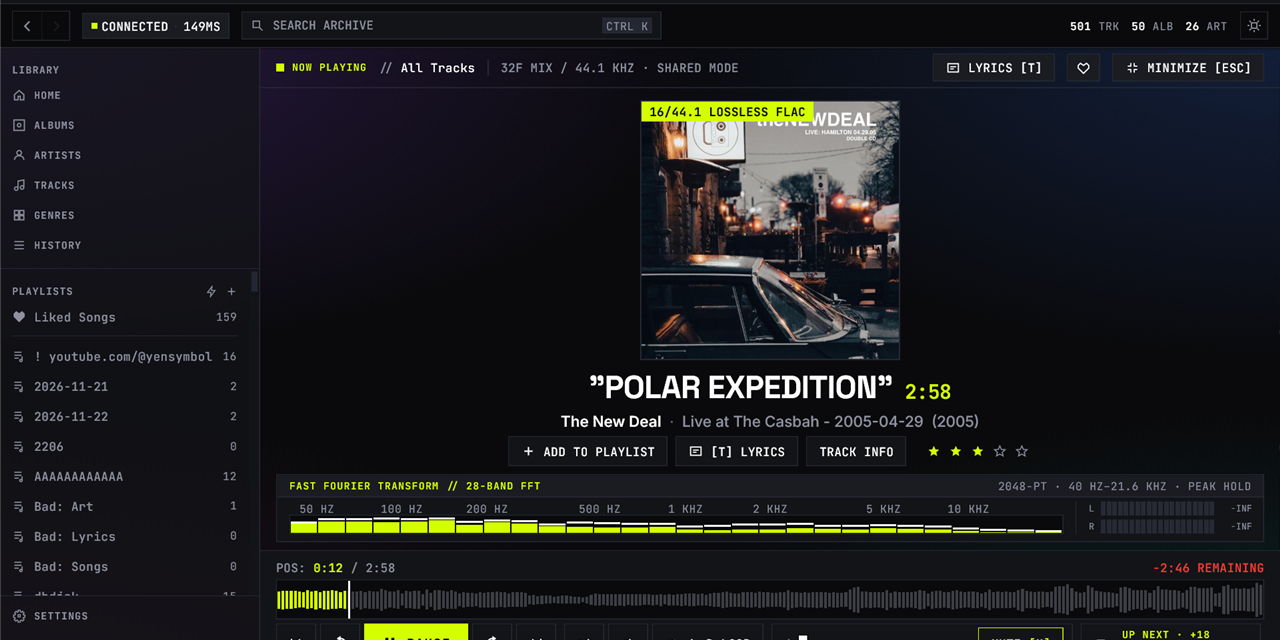 CONNECTED · 149MS
SEARCH ARCHIVE
CTRL K
501 TRK 50 ALB 26 ART
LIBRARY
HOME
ALBUMS
ARTISTS
TRACKS
GENRES
HISTORY
PLAYLISTS
Liked Songs 159
! youtube.com/@yensymbol 16
2026-11-21 2
2026-11-22 2
2206 0
AAAAAAAAAAAA 12
Bad: Art 1
Bad: Lyrics 0
Bad: Songs 0
SETTINGS
NOW PLAYING // All Tracks
32F MIX / 44.1 KHZ · SHARED MODE
LYRICS [T]
MINIMIZE [ESC]
16/44.1 LOSSLESS FLAC
theNEWDEAL
LIVE: HAMILTON 04.29.05
DOUBLE CD
"POLAR EXPEDITION" 2:58
The New Deal · Live at The Casbah - 2005-04-29 (2005)
+ ADD TO PLAYLIST
[T] LYRICS
TRACK INFO
FAST FOURIER TRANSFORM // 28-BAND FFT
2048-PT · 40 HZ–21.6 KHZ · PEAK HOLD
50 HZ 100 HZ 200 HZ 500 HZ 1 KHZ 2 KHZ 5 KHZ 10 KHZ
L -INF
R -INF
POS: 0:12 / 2:58
-2:46 REMAINING
PAUSE
UP NEXT · +18